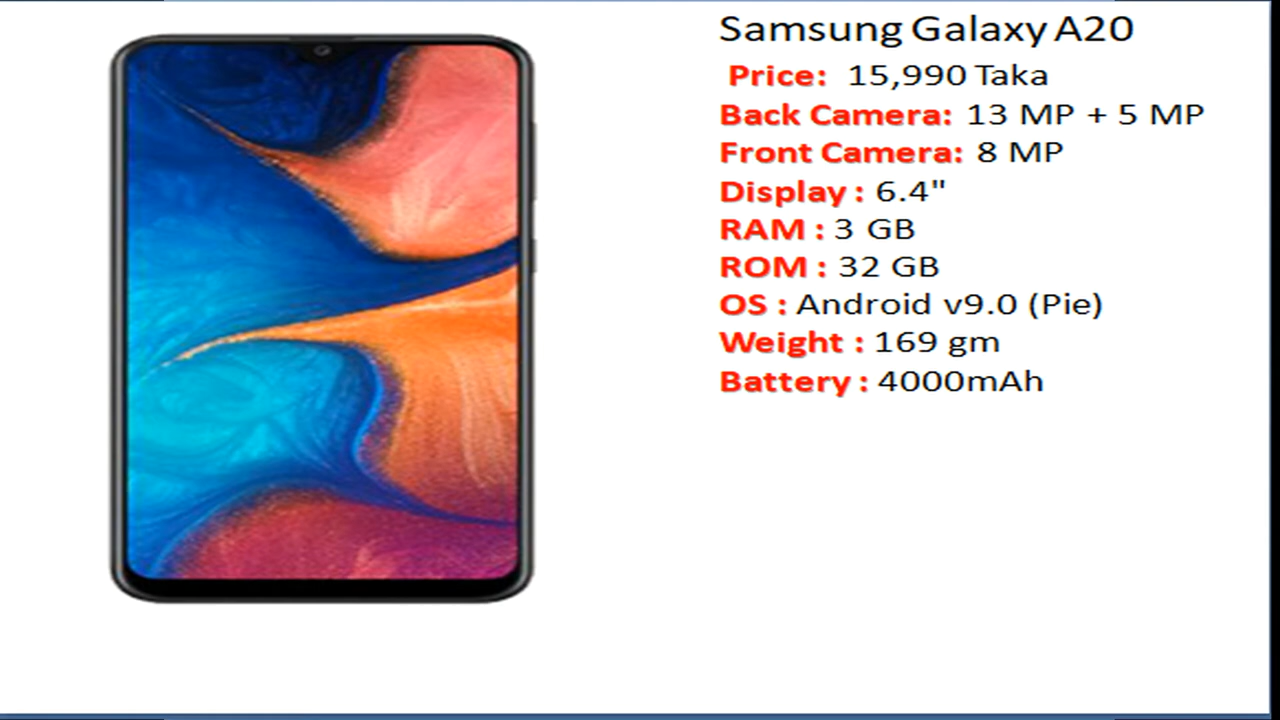 Samsung Galaxy A20
Price: 15,990 Taka
Back Camera: 13 MP + 5 MP
Front Camera: 8 MP
Display : 6.4"
RAM : 3 GB
ROM : 32 GB
OS : Android v9.0 (Pie)
Weight : 169 gm
Battery : 4000mAh